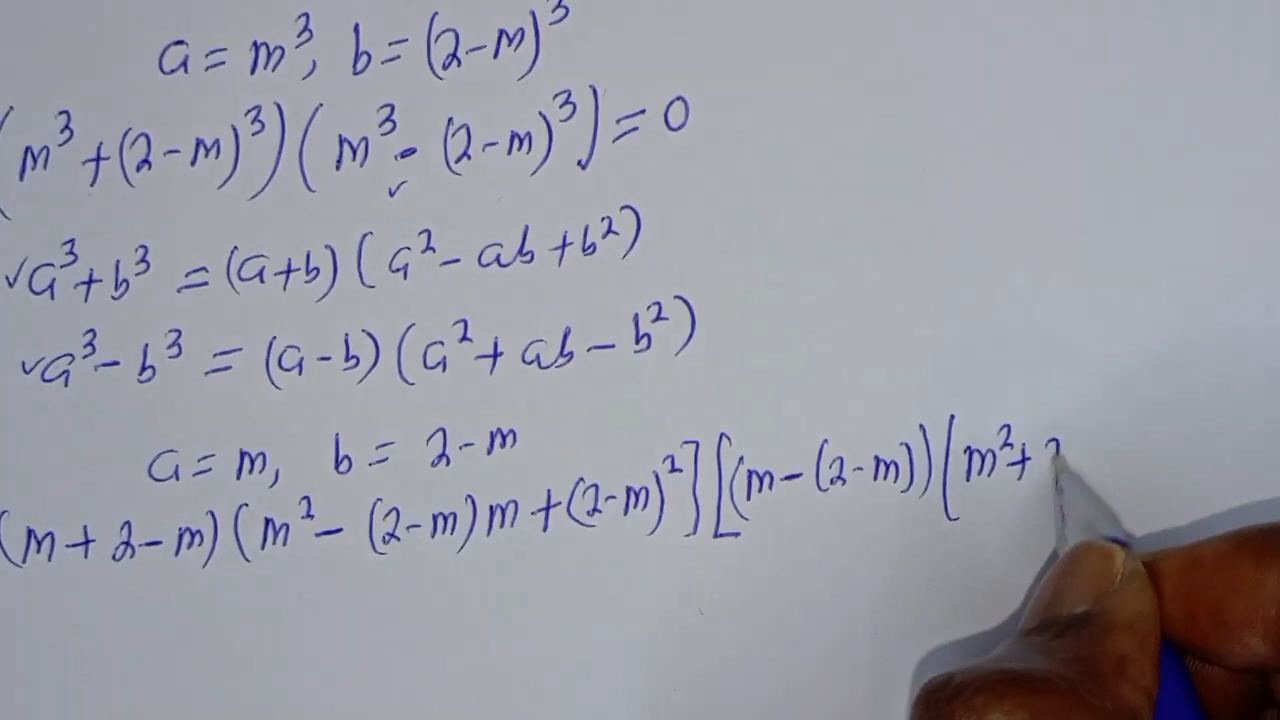 a = m³, b = (2-m)³
(m³ + (2-m)³)(m³ - (2-m)³) = 0
✓a³ + b³ = (a+b)(a² - ab + b²)
✓a³ - b³ = (a-b)(a² + ab - b²)
a = m, b = 2-m
(m + 2 - m)(m² - (2-m)m + (2-m)²][(m - (2-m))(m² +